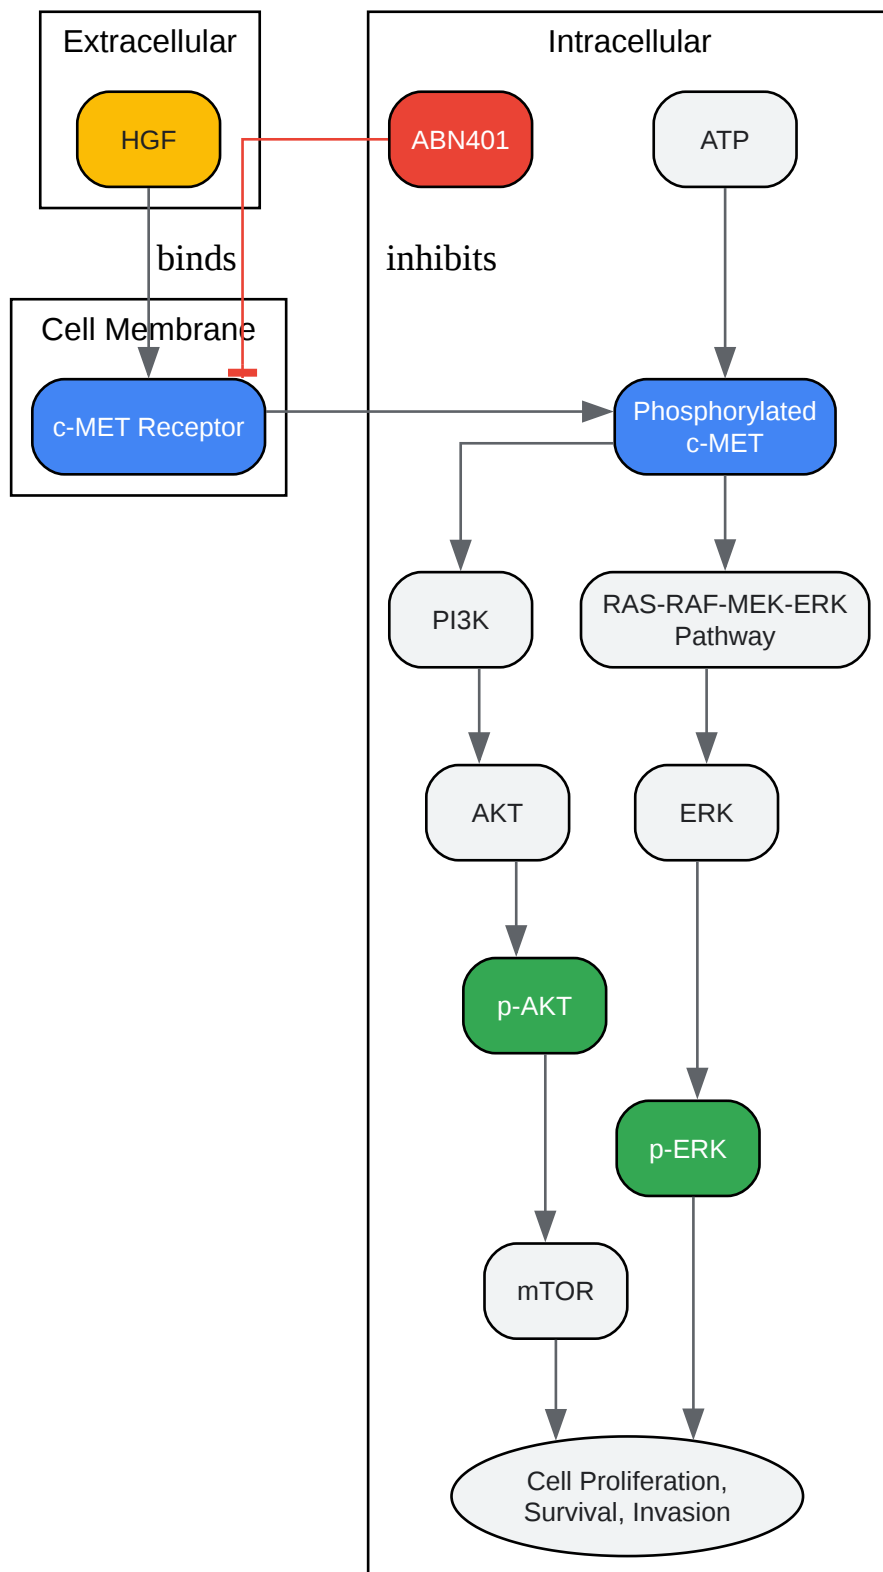 Extracellular
Intracellular
HGF
ABN401
ATP
binds
inhibits
Cell Membrane
c-MET Receptor
Phosphorylated
c-MET
PI3K
RAS-RAF-MEK-ERK
Pathway
AKT
ERK
p-AKT
p-ERK
mTOR
Cell Proliferation,
Survival, Invasion